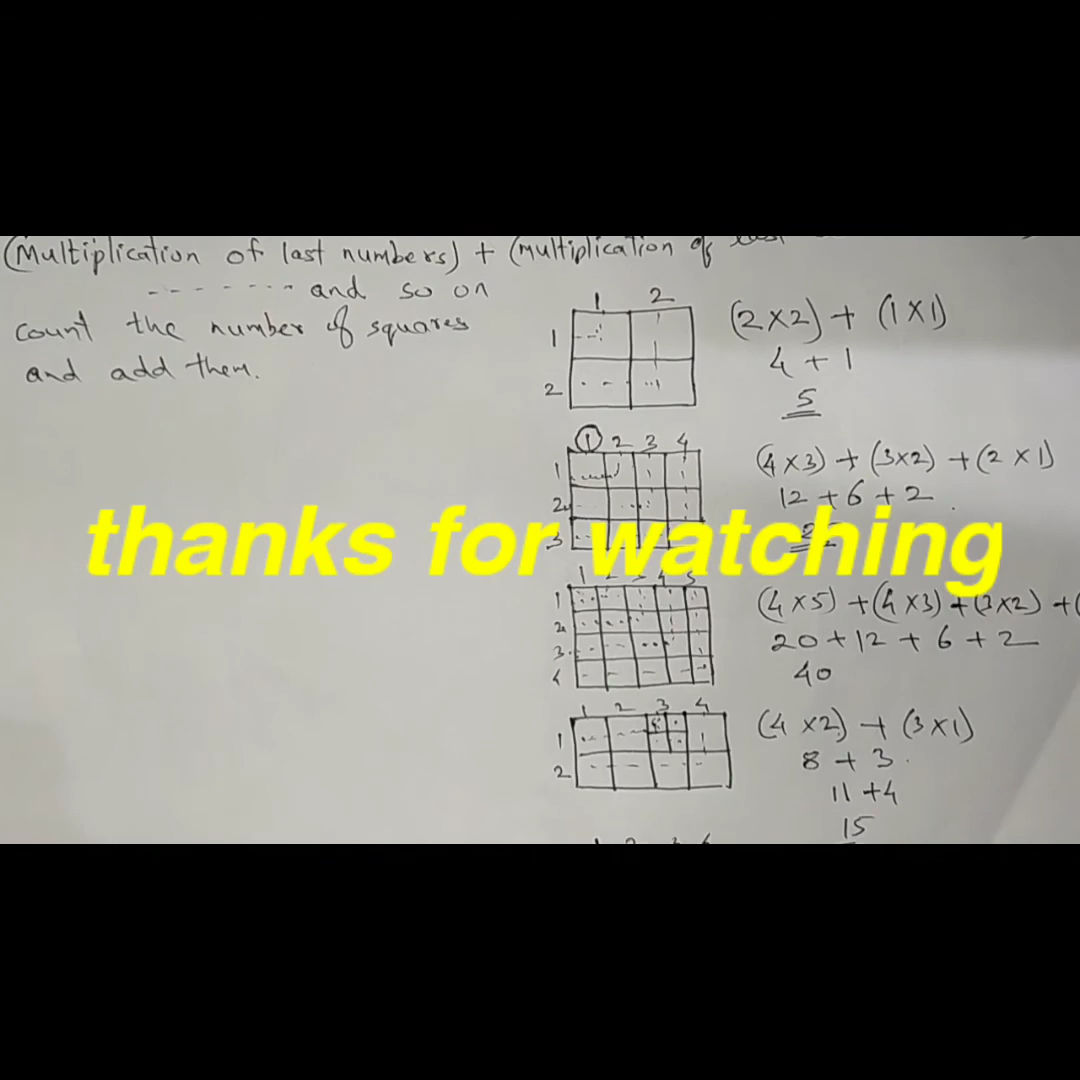 (Multiplication of last numbers) + (multiplication of
------- and so on
count the number of squares
and add them.
1 2
1
2
(2×2) + (1×1)
4 + 1
5
1 2 3 4
1
2
3
(4×3) + (3×2) + (2×1)
12 + 6 + 2
thanks for watching
1
1
2
3
4
(4×5) + (4×3) + (3×2) + (
20 + 12 + 6 + 2
40
1 2 3 4
1
2
(4×2) + (3×1)
8 + 3
11 + 4
15